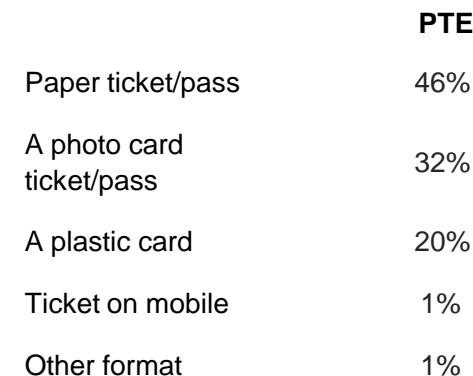 PTE
Paper ticket/pass 46%
A photo card
ticket/pass 32%
A plastic card 20%
Ticket on mobile 1%
Other format 1%